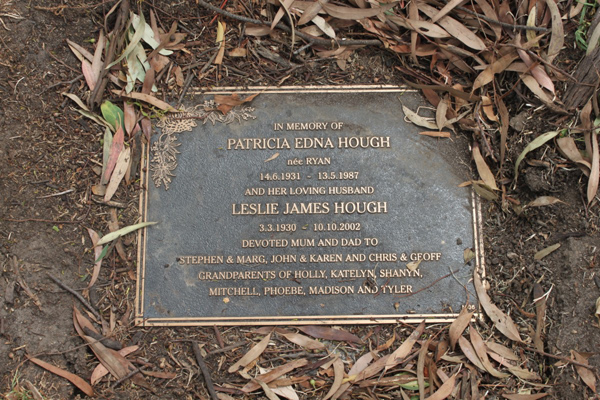 IN MEMORY OF
PATRICIA EDNA HOUGH
née RYAN
14.6.1931 - 13.5.1987
AND HER LOVING HUSBAND
LESLIE JAMES HOUGH
3.3.1930 - 10.10.2002
DEVOTED MUM AND DAD TO
STEPHEN & MARG, JOHN & KAREN AND CHRIS & GEOFF
GRANDPARENTS OF HOLLY, KATELYN, SHANYN,
MITCHELL, PHOEBE, MADISON AND TYLER